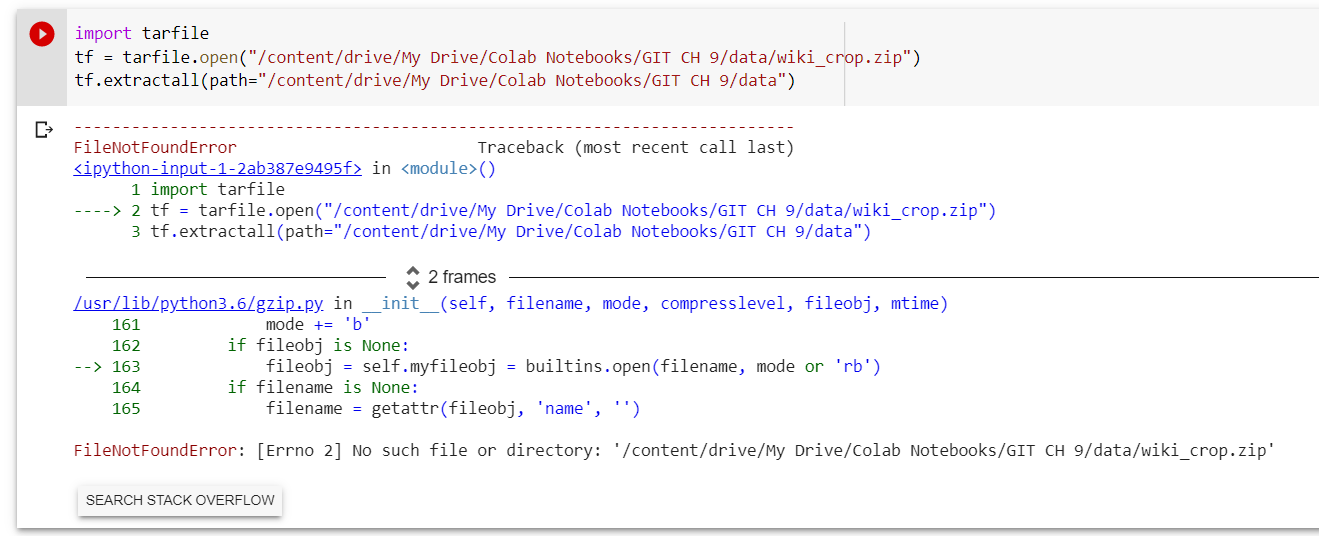 import tarfile
tf = tarfile.open("/content/drive/My Drive/Colab Notebooks/GIT CH 9/data/wiki_crop.zip")
tf.extractall(path="/content/drive/My Drive/Colab Notebooks/GIT CH 9/data")
---------------------------------------------------------------------------
FileNotFoundError                         Traceback (most recent call last)
<ipython-input-1-2ab387e9495f> in <module>()
      1 import tarfile
----> 2 tf = tarfile.open("/content/drive/My Drive/Colab Notebooks/GIT CH 9/data/wiki_crop.zip")
      3 tf.extractall(path="/content/drive/My Drive/Colab Notebooks/GIT CH 9/data")
2 frames
/usr/lib/python3.6/gzip.py in __init__(self, filename, mode, compresslevel, fileobj, mtime)
    161             mode += 'b'
    162         if fileobj is None:
--> 163             fileobj = self.myfileobj = builtins.open(filename, mode or 'rb')
    164         if filename is None:
    165             filename = getattr(fileobj, 'name', '')
FileNotFoundError: [Errno 2] No such file or directory: '/content/drive/My Drive/Colab Notebooks/GIT CH 9/data/wiki_crop.zip'
SEARCH STACK OVERFLOW